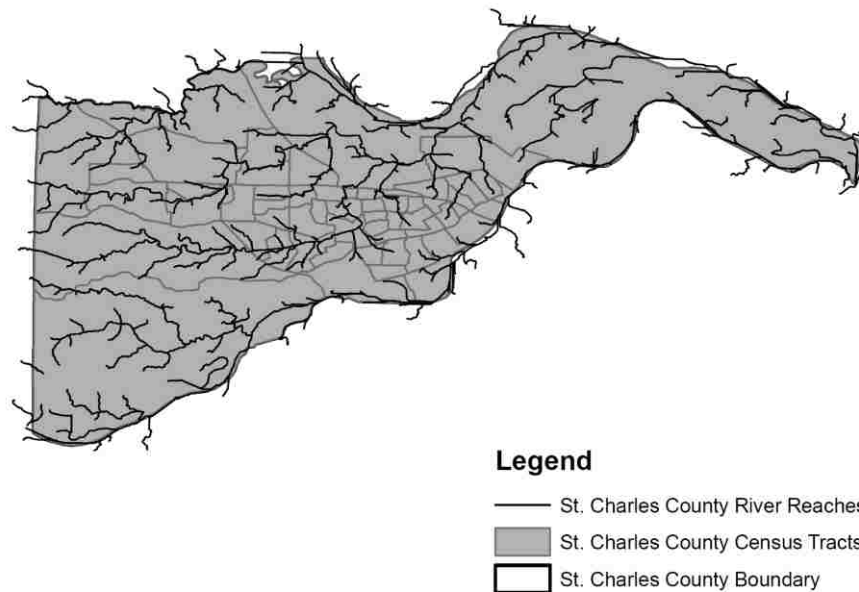 Legend
St. Charles County River Reaches
St. Charles County Census Tracts
St. Charles County Boundary